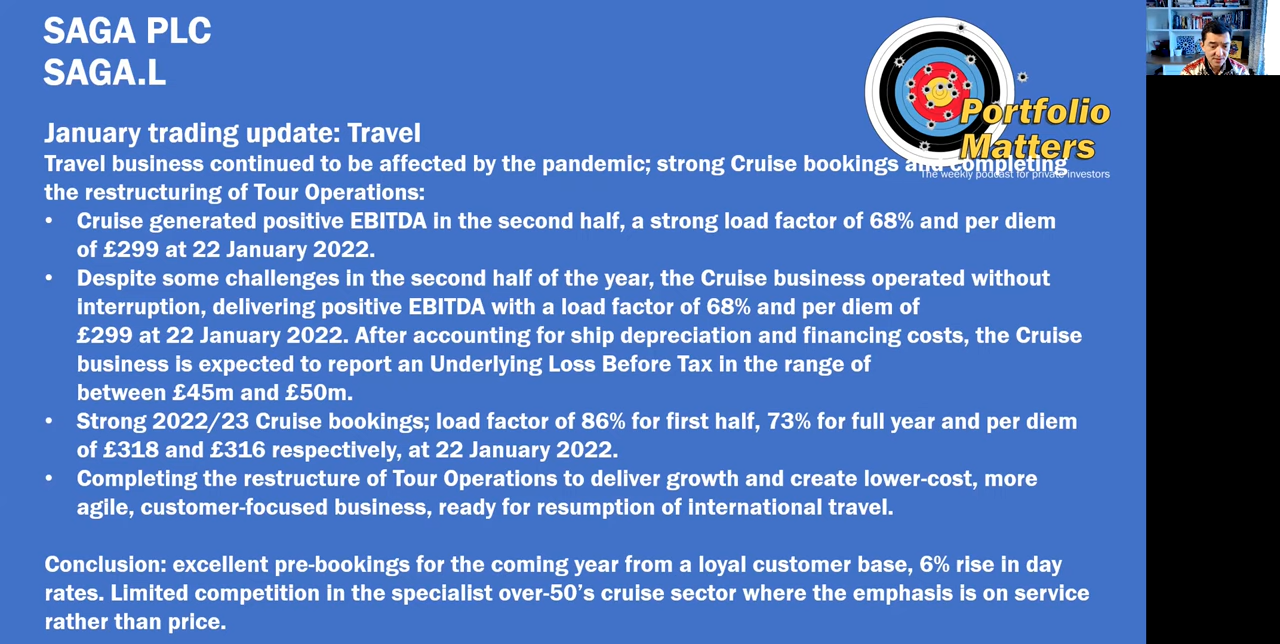 SAGA PLC
SAGA.L
January trading update: Travel
Travel business continued to be affected by the pandemic; strong Cruise bookings and completing
the restructuring of Tour Operations:
• Cruise generated positive EBITDA in the second half, a strong load factor of 68% and per diem
of £299 at 22 January 2022.
• Despite some challenges in the second half of the year, the Cruise business operated without
interruption, delivering positive EBITDA with a load factor of 68% and per diem of
£299 at 22 January 2022. After accounting for ship depreciation and financing costs, the Cruise
business is expected to report an Underlying Loss Before Tax in the range of
between £45m and £50m.
• Strong 2022/23 Cruise bookings; load factor of 86% for first half, 73% for full year and per diem
of £318 and £316 respectively, at 22 January 2022.
• Completing the restructure of Tour Operations to deliver growth and create lower-cost, more
agile, customer-focused business, ready for resumption of international travel.
Conclusion: excellent pre-bookings for the coming year from a loyal customer base, 6% rise in day
rates. Limited competition in the specialist over-50's cruise sector where the emphasis is on service
rather than price.
Portfolio
Matters
The weekly podcast for private investors